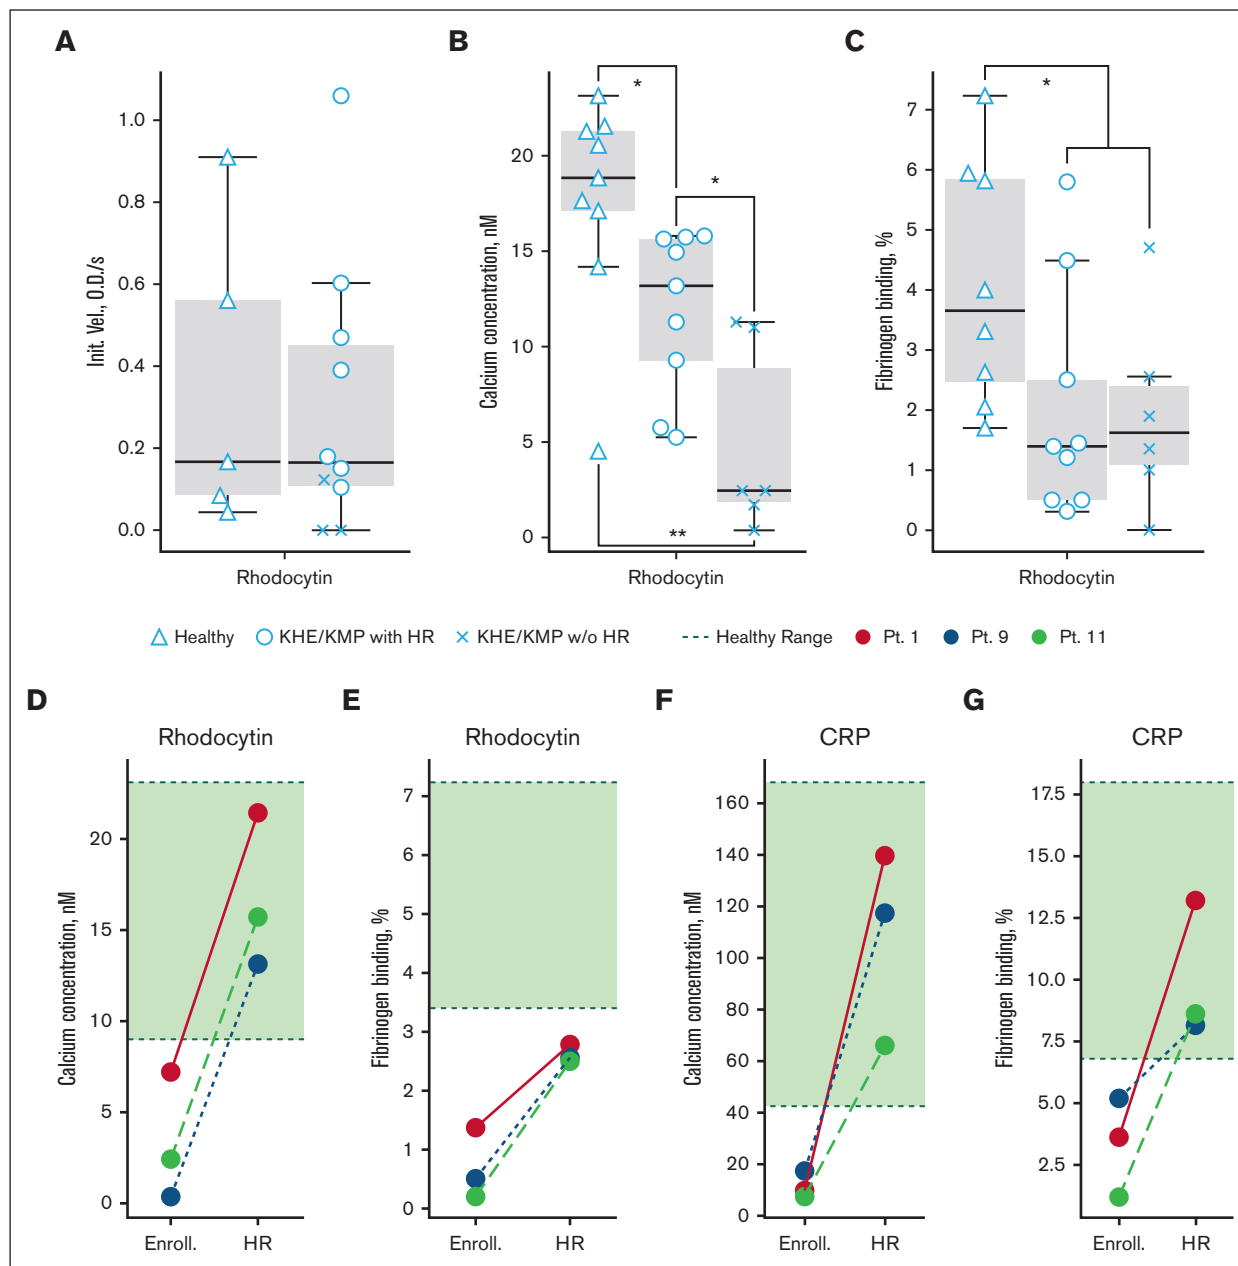 A
B
C
1.0
0.8
0.6
0.4
0.2
0.0
Init. Vel., O.D./s
Rhodocytin
20
15
10
5
0
Calcium concentration, nM
*
*
**
Rhodocytin
7
6
5
4
3
2
1
0
Fibrinogen binding, %
*
Rhodocytin
Healthy
KHE/KMP with HR
KHE/KMP w/o HR
Healthy Range
Pt. 1
Pt. 9
Pt. 11
D
E
F
G
Rhodocytin
20
15
10
5
0
Calcium concentration, nM
Enroll.
HR
Rhodocytin
7
6
5
4
3
2
1
0
Fibrinogen binding, %
Enroll.
HR
CRP
160
140
120
100
80
60
40
20
0
Calcium concentration, nM
Enroll.
HR
CRP
17.5
15.0
12.5
10.0
7.5
5.0
2.5
Fibrinogen binding, %
Enroll.
HR